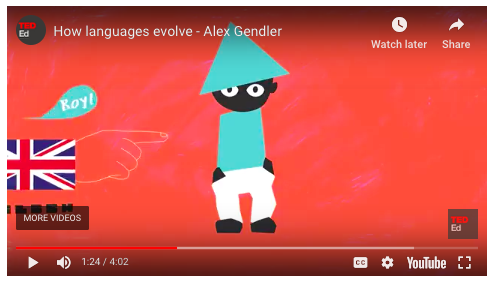 TED
Ed
How languages evolve - Alex Gendler
Watch later
Share
ROY!
MORE VIDEOS
TED
Ed
1:24 / 4:02
CC
YouTube